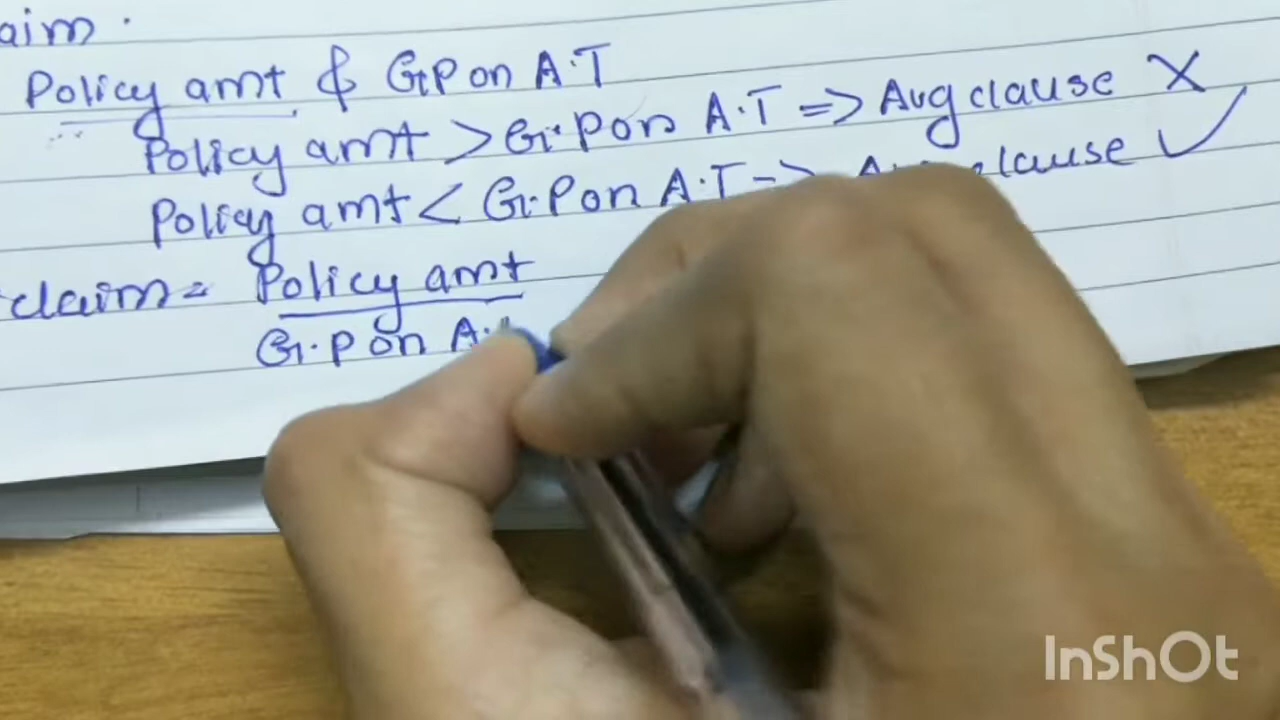 aim.
Policy amt & G.P on A.T
Policy amt > G.P on A.T => Avg clause X
Policy amt < G.P on A.T => clause ✓
claim = Policy amt
G.P on A.
InShOt